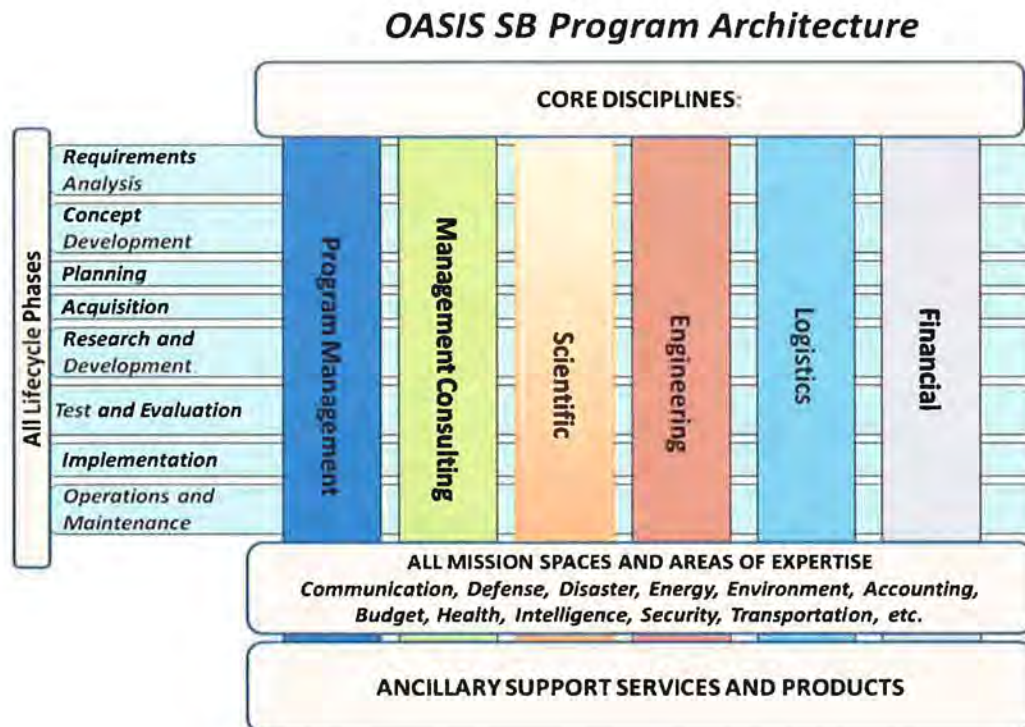 OASIS SB Program Architecture
CORE DISCIPLINES:
All Lifecycle Phases
Requirements
Analysis
Concept
Development
Planning
Acquisition
Research and
Development
Test and Evaluation
Implementation
Operations and
Maintenance
Program Management
Management Consulting
Scientific
Engineering
Logistics
Financial
ALL MISSION SPACES AND AREAS OF EXPERTISE
Communication, Defense, Disaster, Energy, Environment, Accounting,
Budget, Health, Intelligence, Security, Transportation, etc.
ANCILLARY SUPPORT SERVICES AND PRODUCTS